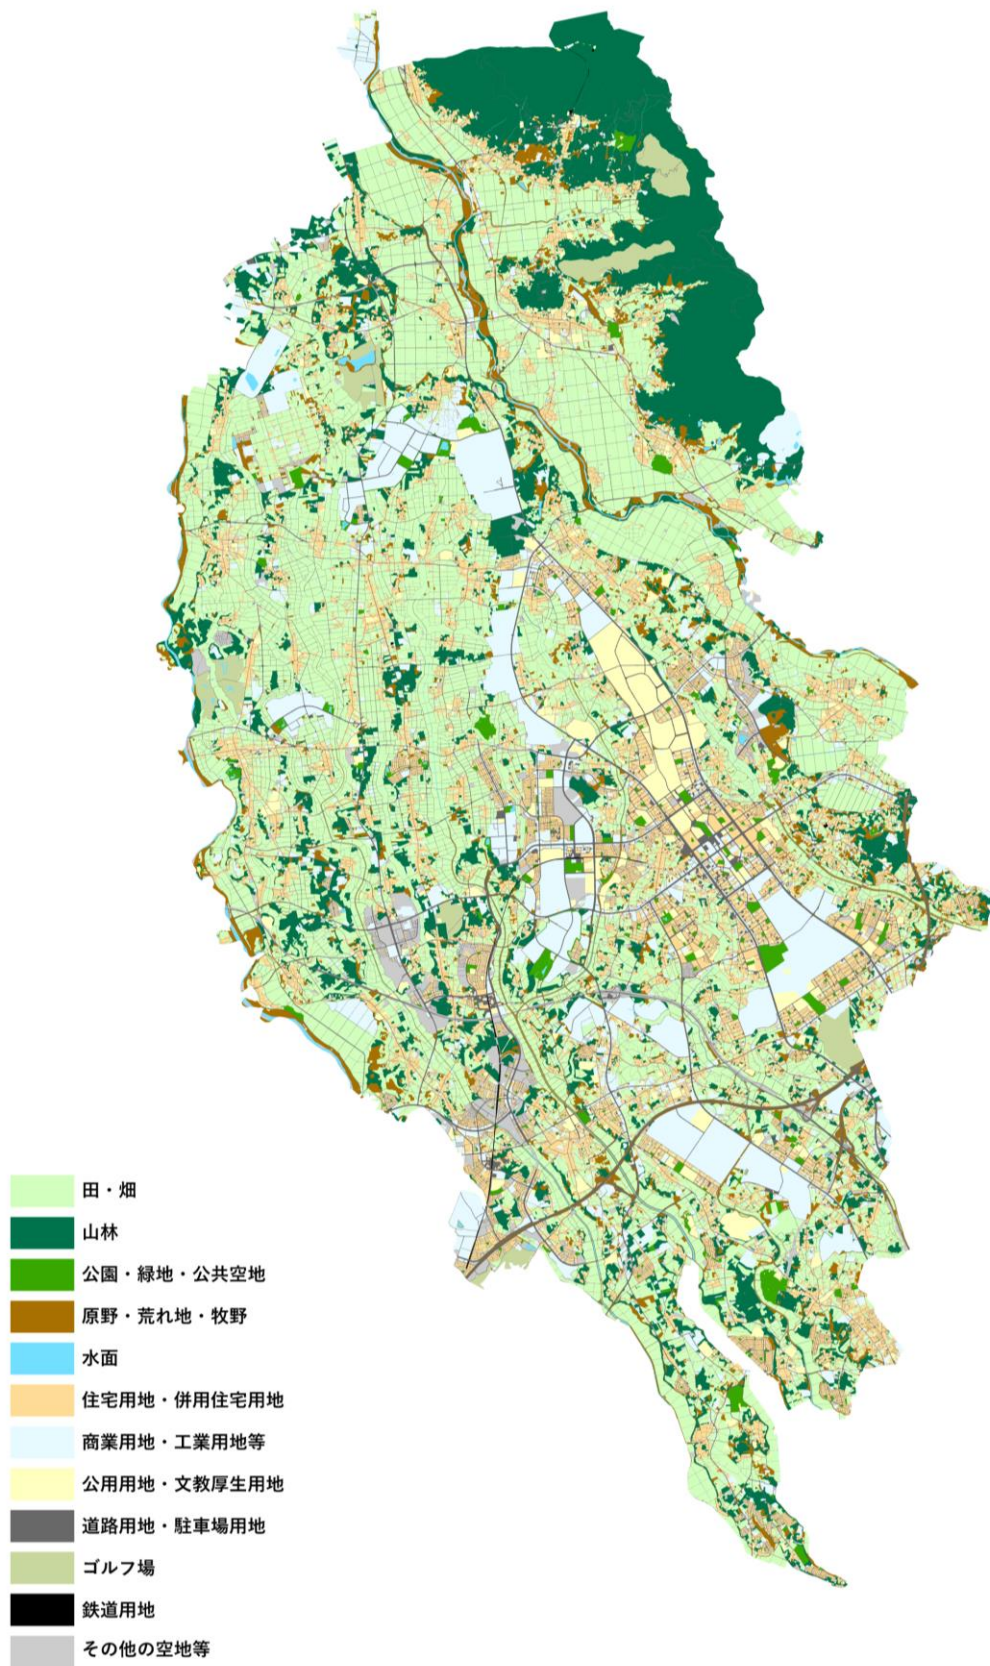 田・畑
山林
公園・緑地・公共空地
原野・荒れ地・牧野
水面
住宅用地・併用住宅用地
商業用地・工業用地等
公用用地・文教厚生用地
道路用地・駐車場用地
ゴルフ場
鉄道用地
その他の空地等